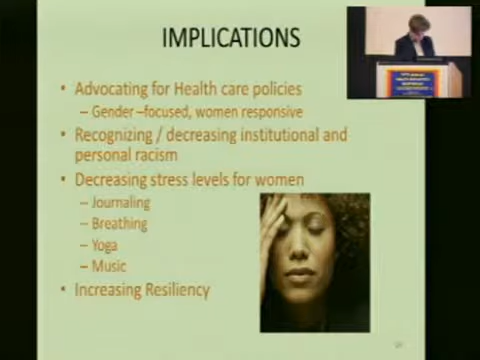 IMPLICATIONS
• Advocating for Health care policies
– Gender –focused, women responsive
• Recognizing / decreasing institutional and
personal racism
• Decreasing stress levels for women
– Journaling
– Breathing
– Yoga
– Music
• Increasing Resiliency